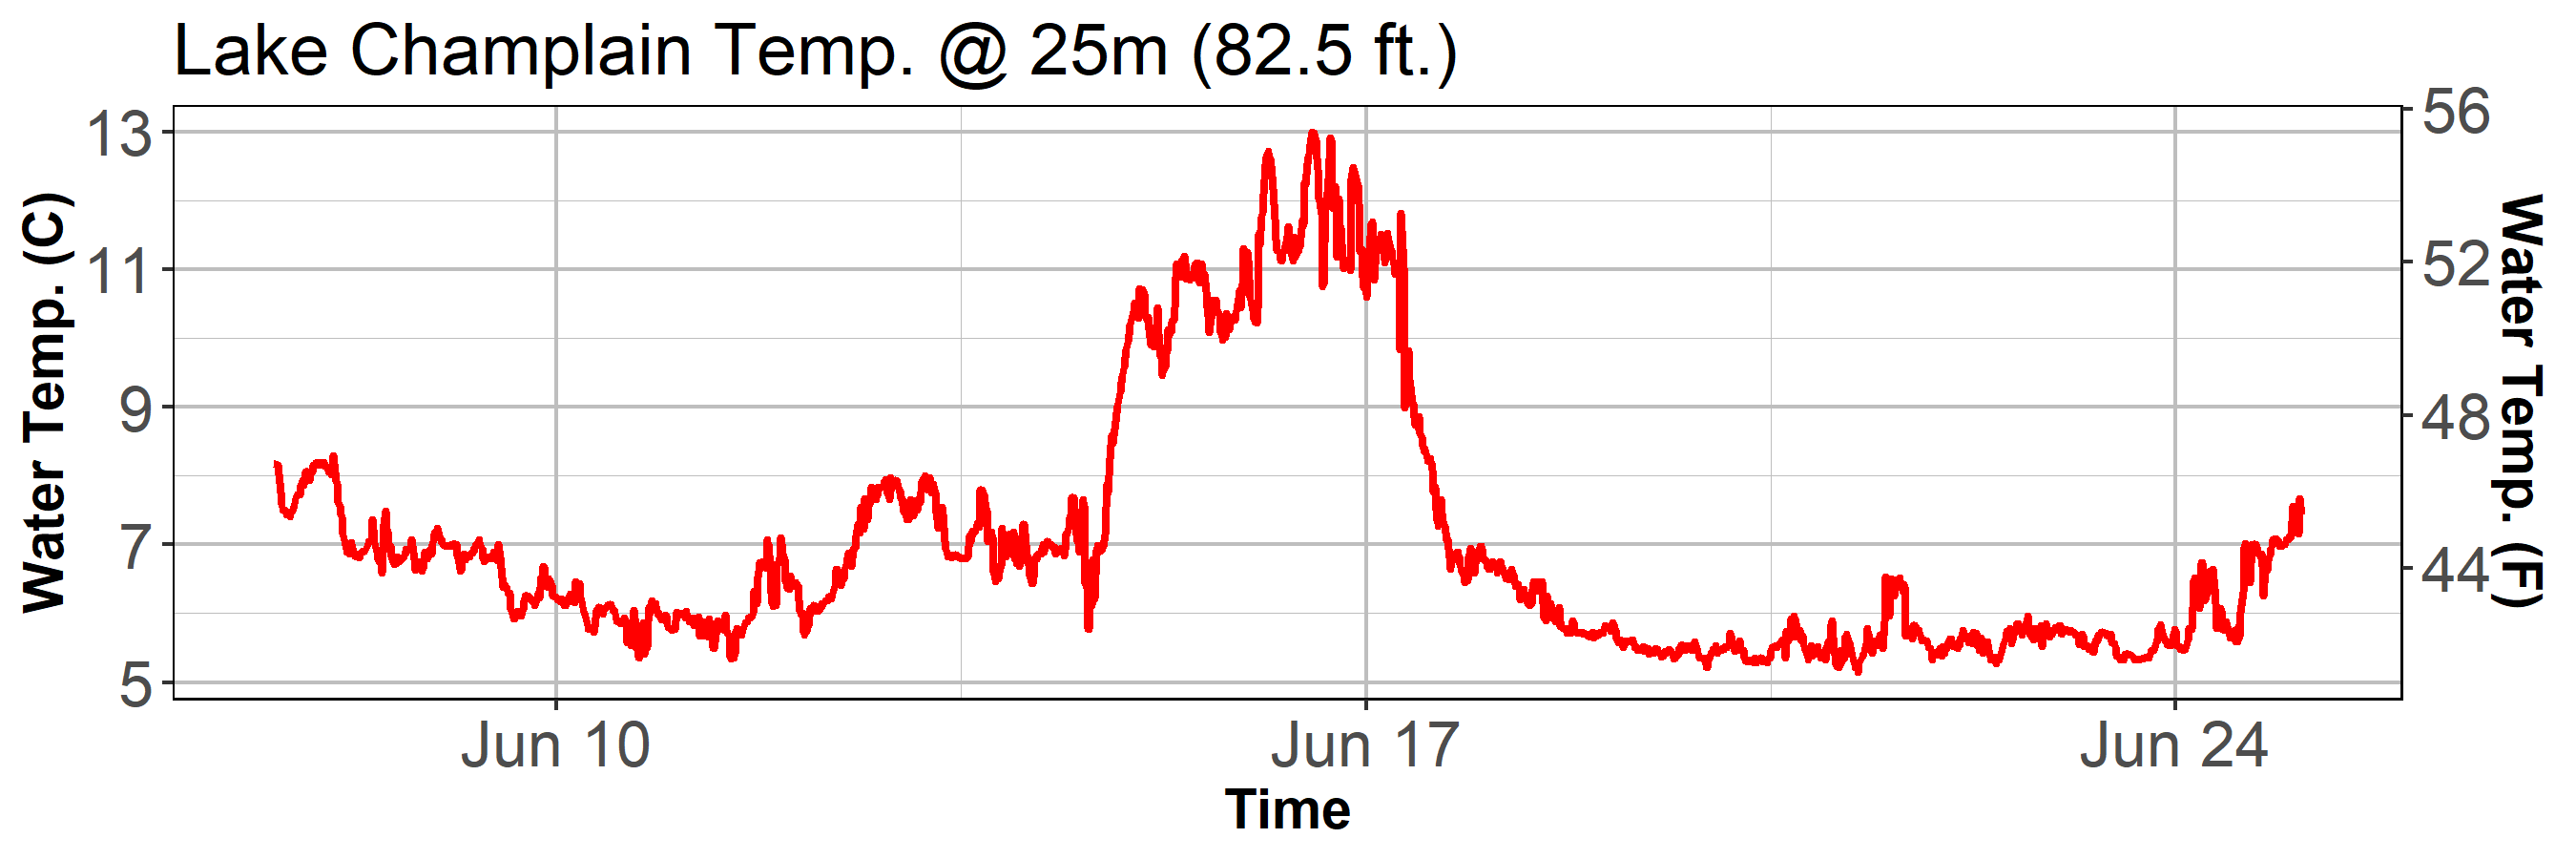 Lake Champlain Temp. @ 25m (82.5 ft.)
Water Temp. (C)
13
11
9
7
5
56
52
48
44
Water Temp. (F)
Jun 10
Jun 17
Jun 24
Time